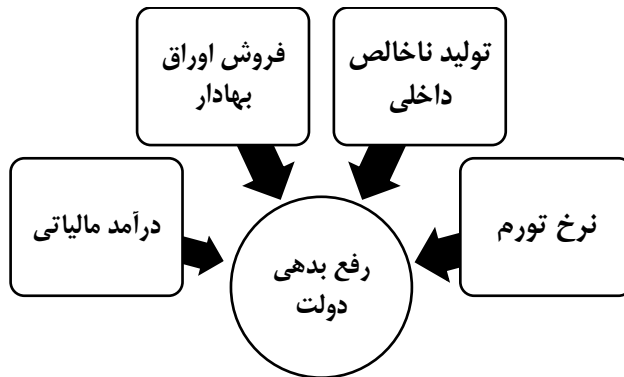 تولید ناخالص
داخلی
فروش اوراق
بهادار
نرخ تورم
درآمد مالیاتی
رفع بدهی
دولت